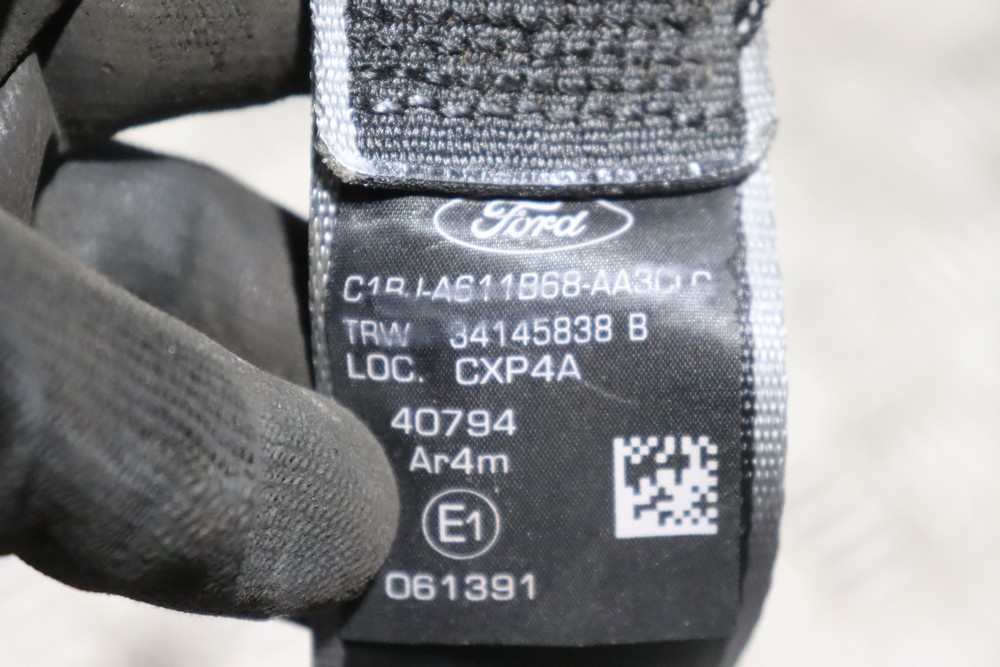 Ford
TRW 34145838 B
LOC. CXP4A
40794
Ar4m
E1
061391